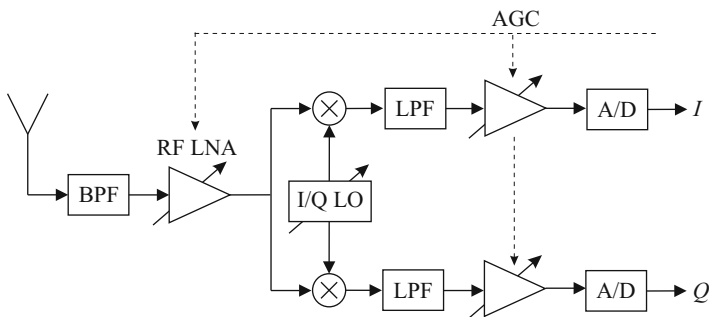 AGC
RF LNA
BPF
LPF
A/D
I
I/Q LO
LPF
A/D
Q